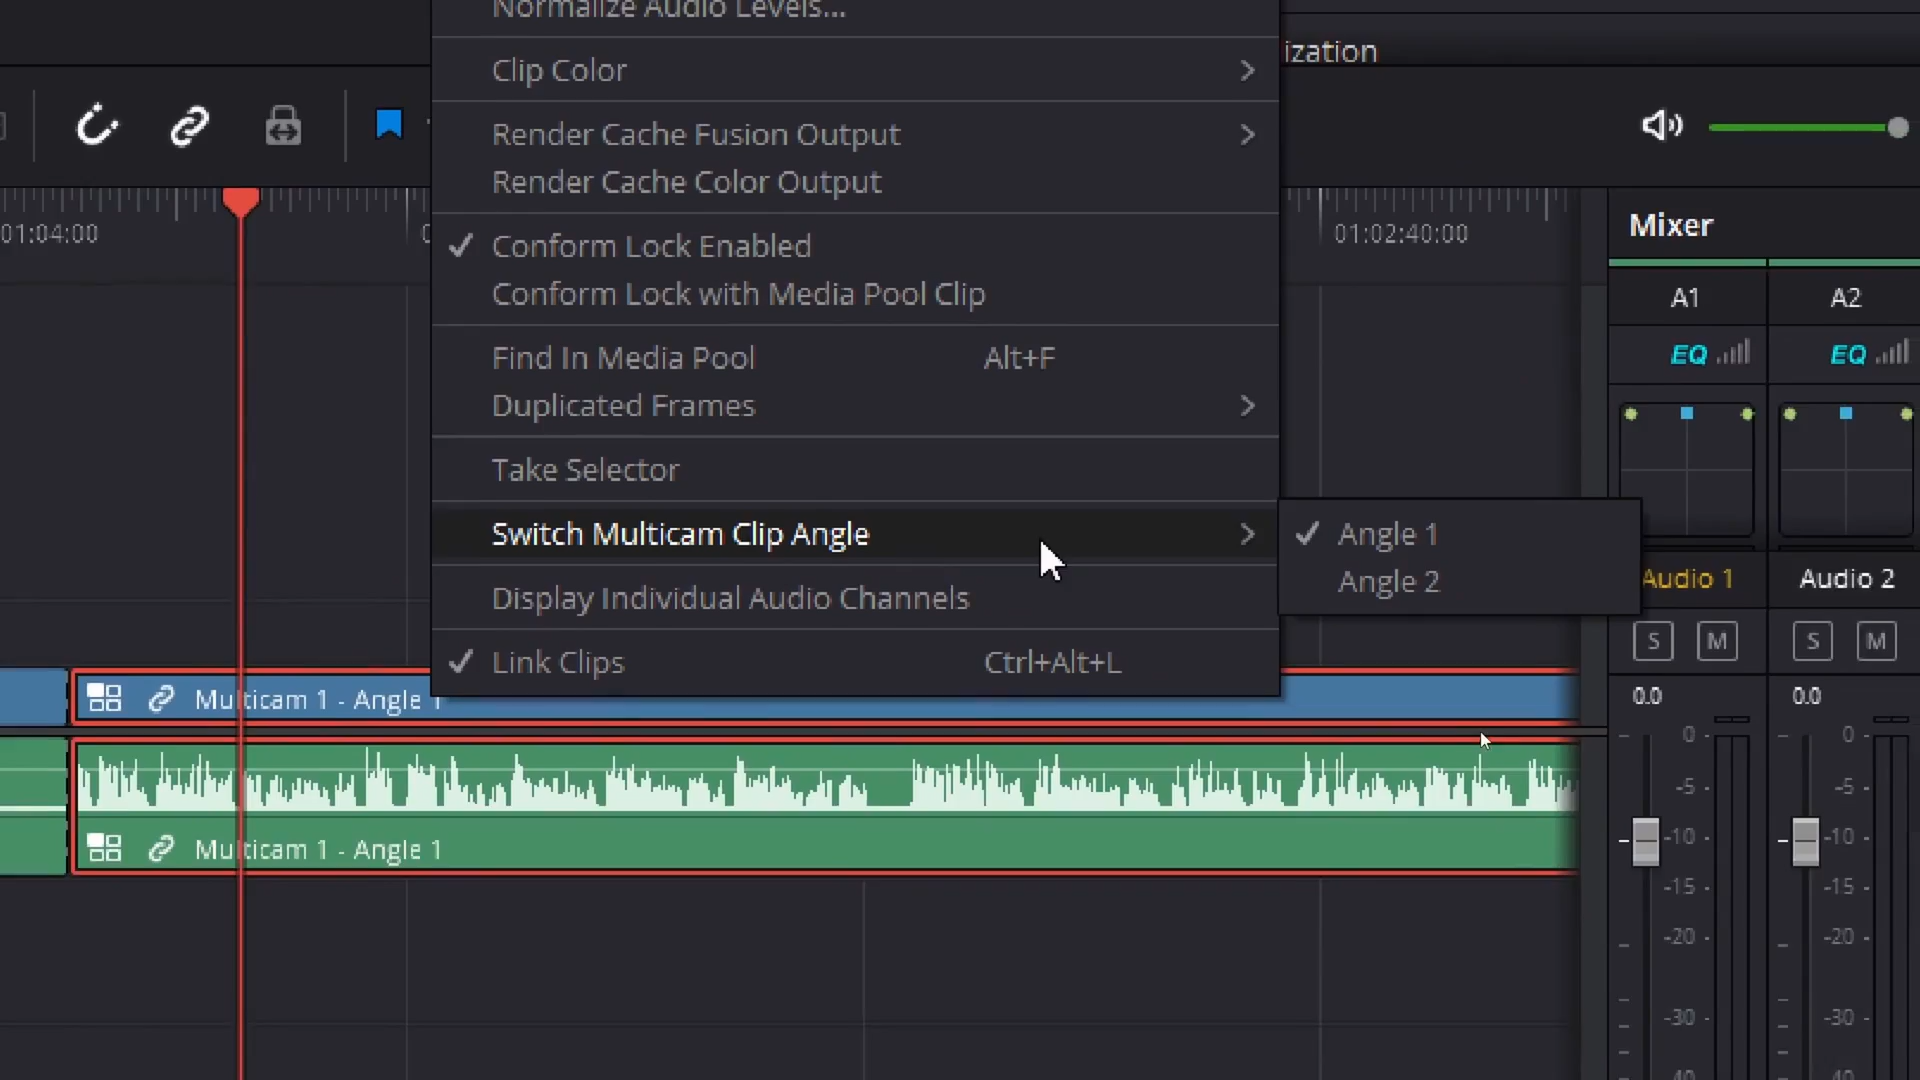 Normalize Audio Levels...
ization
Clip Color
Render Cache Fusion Output
Render Cache Color Output
01:04:00
01:02:40:00
Mixer
Conform Lock Enabled
Conform Lock with Media Pool Clip
A1 A2
EQ EQ
Find In Media Pool Alt+F
Duplicated Frames
Take Selector
Switch Multicam Clip Angle
Angle 1
Angle 2
Audio 1 Audio 2
Display Individual Audio Channels
S M S M
Link Clips Ctrl+Alt+L
Multicam 1 - Angle 1
0.0 0.0
0 0
-5 -5
-10 -10
Multicam 1 - Angle 1
-15 -15
-20 -20
-30 -30
40 40